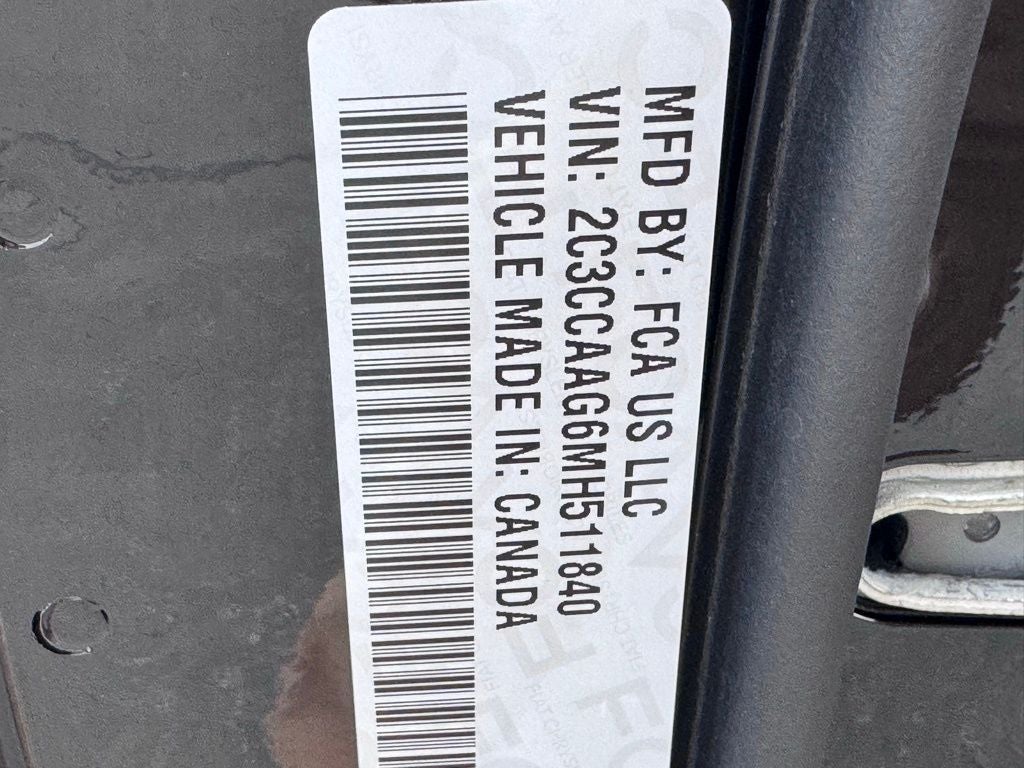 MFD BY: FCA US LLC
VIN: 2C3CCAAG6MH511840
VEHICLE MADE IN: CANADA